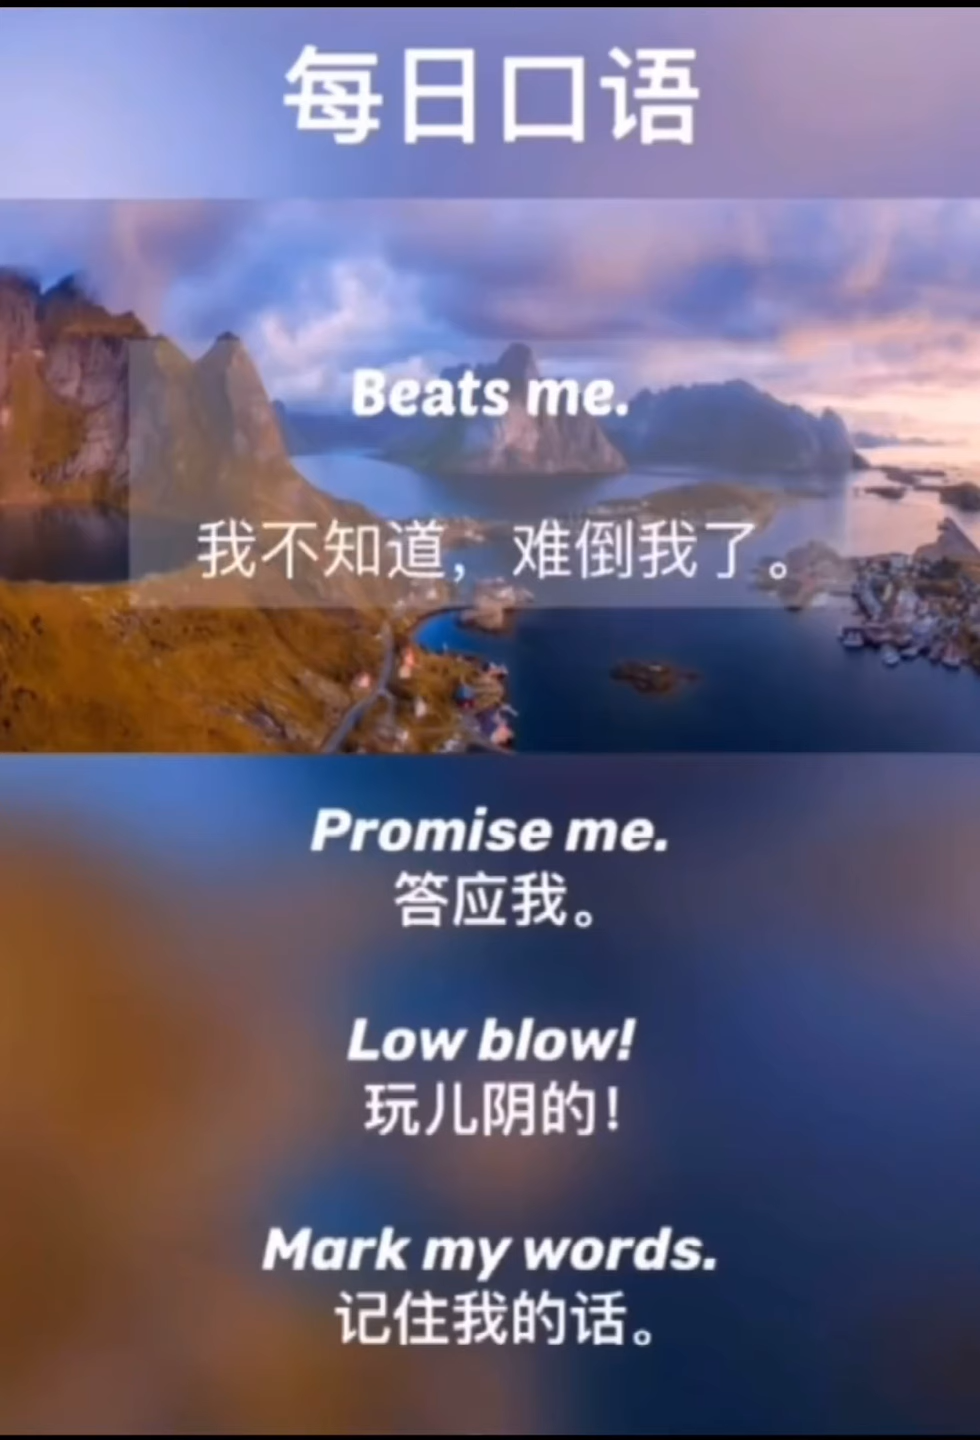 每日口语
Beats me.
我不知道，难倒我了。
Promise me.
答应我。
Low blow!
玩儿阴的！
Mark my words.
记住我的话。